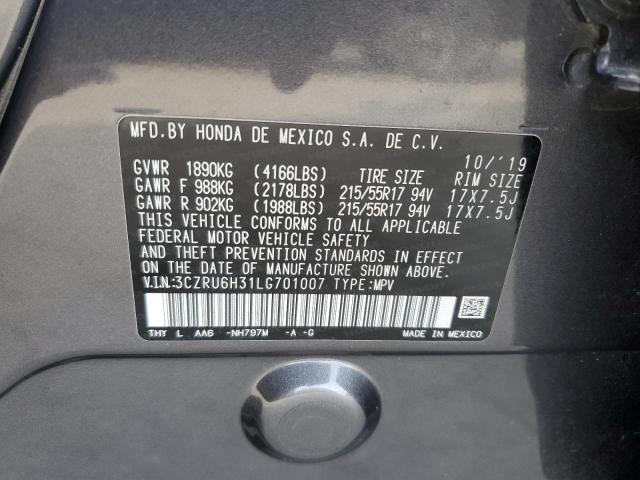 MFD.BY HONDA DE MEXICO S.A. DE C.V.
10/'19
GVWR 1890KG (4166LBS) TIRE SIZE RIM SIZE
GAWR F 988KG (2178LBS) 215/55R17 94V 17X7.5J
GAWR R 902KG (1988LBS) 215/55R17 94V 17X7.5J
THIS VEHICLE CONFORMS TO ALL APPLICABLE
FEDERAL MOTOR VEHICLE SAFETY
AND THEFT PREVENTION STANDARDS IN EFFECT
ON THE DATE OF MANUFACTURE SHOWN ABOVE.
V.I.N:3CZRU6H31LG701007 TYPE:MPV
THY L AA6 -NH797M -A -G MADE IN MEXICO